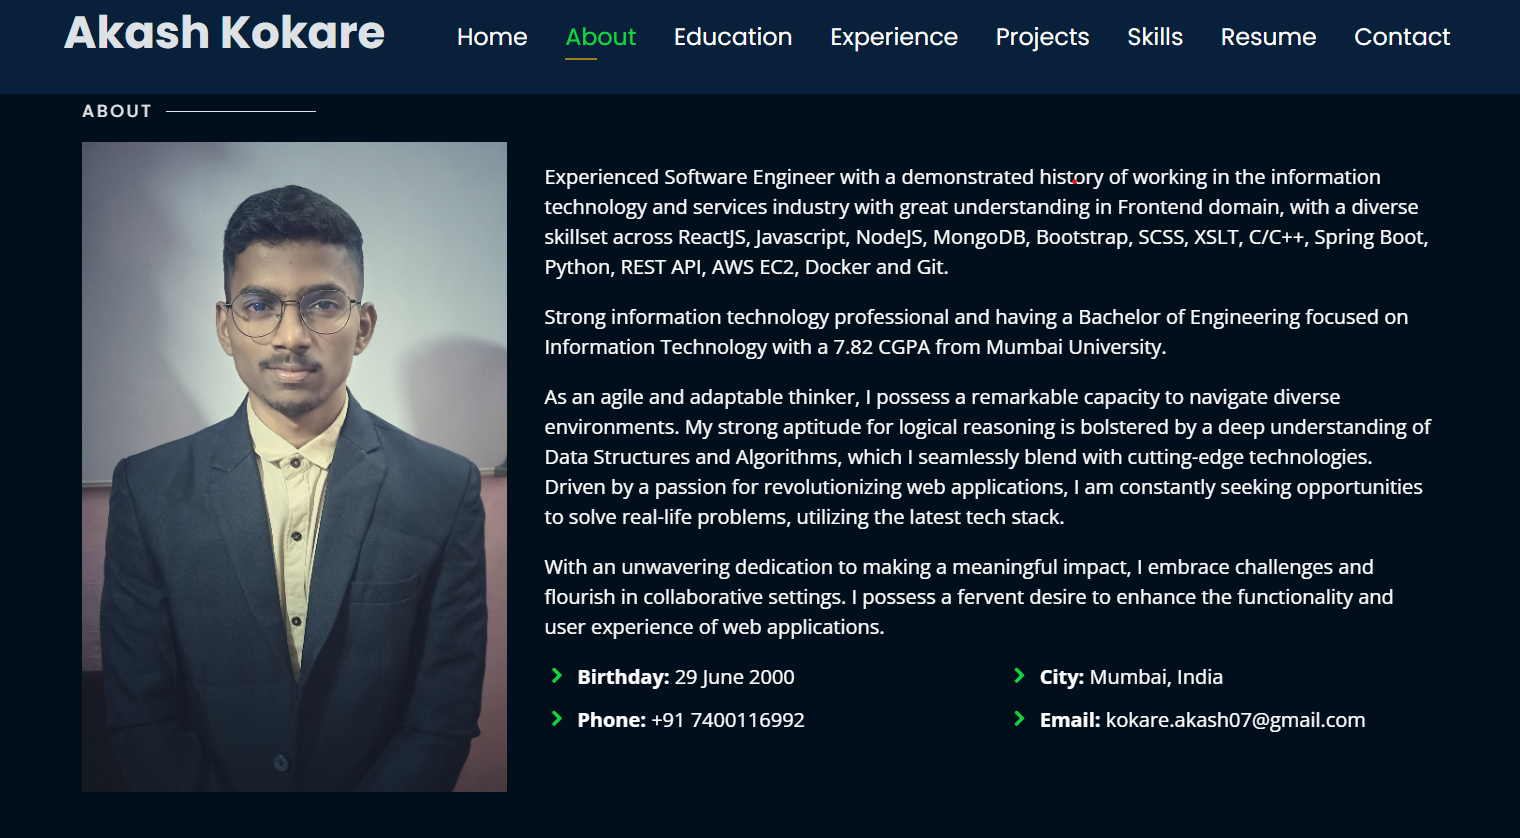 Akash Kokare
Home About Education Experience Projects Skills Resume Contact
ABOUT
Experienced Software Engineer with a demonstrated history of working in the information
technology and services industry with great understanding in Frontend domain, with a diverse
skillset across ReactJS, Javascript, NodeJS, MongoDB, Bootstrap, SCSS, XSLT, C/C++, Spring Boot,
Python, REST API, AWS EC2, Docker and Git.
Strong information technology professional and having a Bachelor of Engineering focused on
Information Technology with a 7.82 CGPA from Mumbai University.
As an agile and adaptable thinker, I possess a remarkable capacity to navigate diverse
environments. My strong aptitude for logical reasoning is bolstered by a deep understanding of
Data Structures and Algorithms, which I seamlessly blend with cutting-edge technologies.
Driven by a passion for revolutionizing web applications, I am constantly seeking opportunities
to solve real-life problems, utilizing the latest tech stack.
With an unwavering dedication to making a meaningful impact, I embrace challenges and
flourish in collaborative settings. I possess a fervent desire to enhance the functionality and
user experience of web applications.
Birthday: 29 June 2000
City: Mumbai, India
Phone: +91 7400116992
Email: kokare.akash07@gmail.com